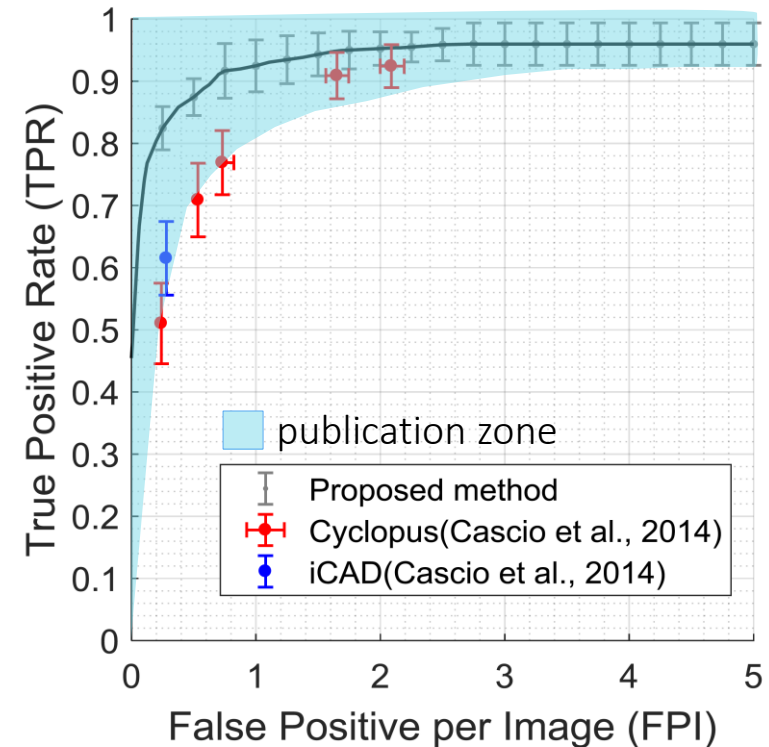 True Positive Rate (TPR)
1
0.9
0.8
0.7
0.6
0.5
0.4
0.3
0.2
0.1
0
publication zone
Proposed method
Cyclopus(Cascio et al., 2014)
iCAD(Cascio et al., 2014)
0 1 2 3 4 5
False Positive per Image (FPI)